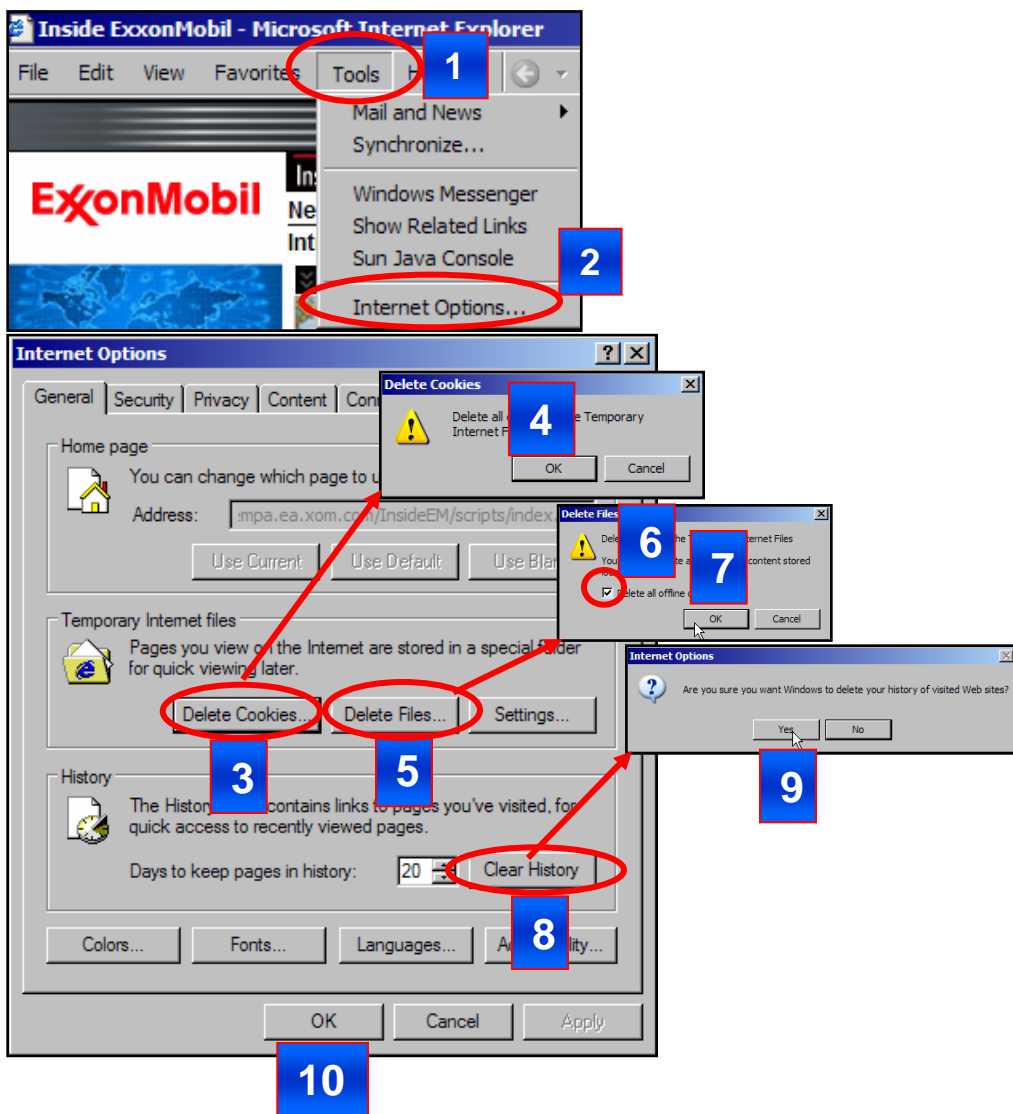 Inside ExxonMobil - Microsoft Internet Explorer
File Edit View Favorites Tools 1
Mail and News
Synchronize...
ExxonMobil
Windows Messenger
Show Related Links
Sun Java Console
2
Internet Options...
Internet Options
General Security Privacy Content
Delete Cookies
4
Delete all Temporary
Internet
OK Cancel
Home page
You can change which page to
Address: mpa.ea.xom.com/InsideEM/scripts/index.
Use Current Use Default Use
Delete Files
6
7
ernet Files
content stored
Delete all offline
OK Cancel
Temporary Internet files
Pages you view on the Internet are stored in a special folder
for quick viewing later.
Delete Cookies... Delete Files... Settings...
3
5
Internet Options
Are you sure you want Windows to delete your history of visited Web sites?
Yes No
9
History
The History contains links to pages you've visited, for
quick access to recently viewed pages.
Days to keep pages in history: 20 Clear History
8
Colors... Fonts... Languages...
OK Cancel Apply
10